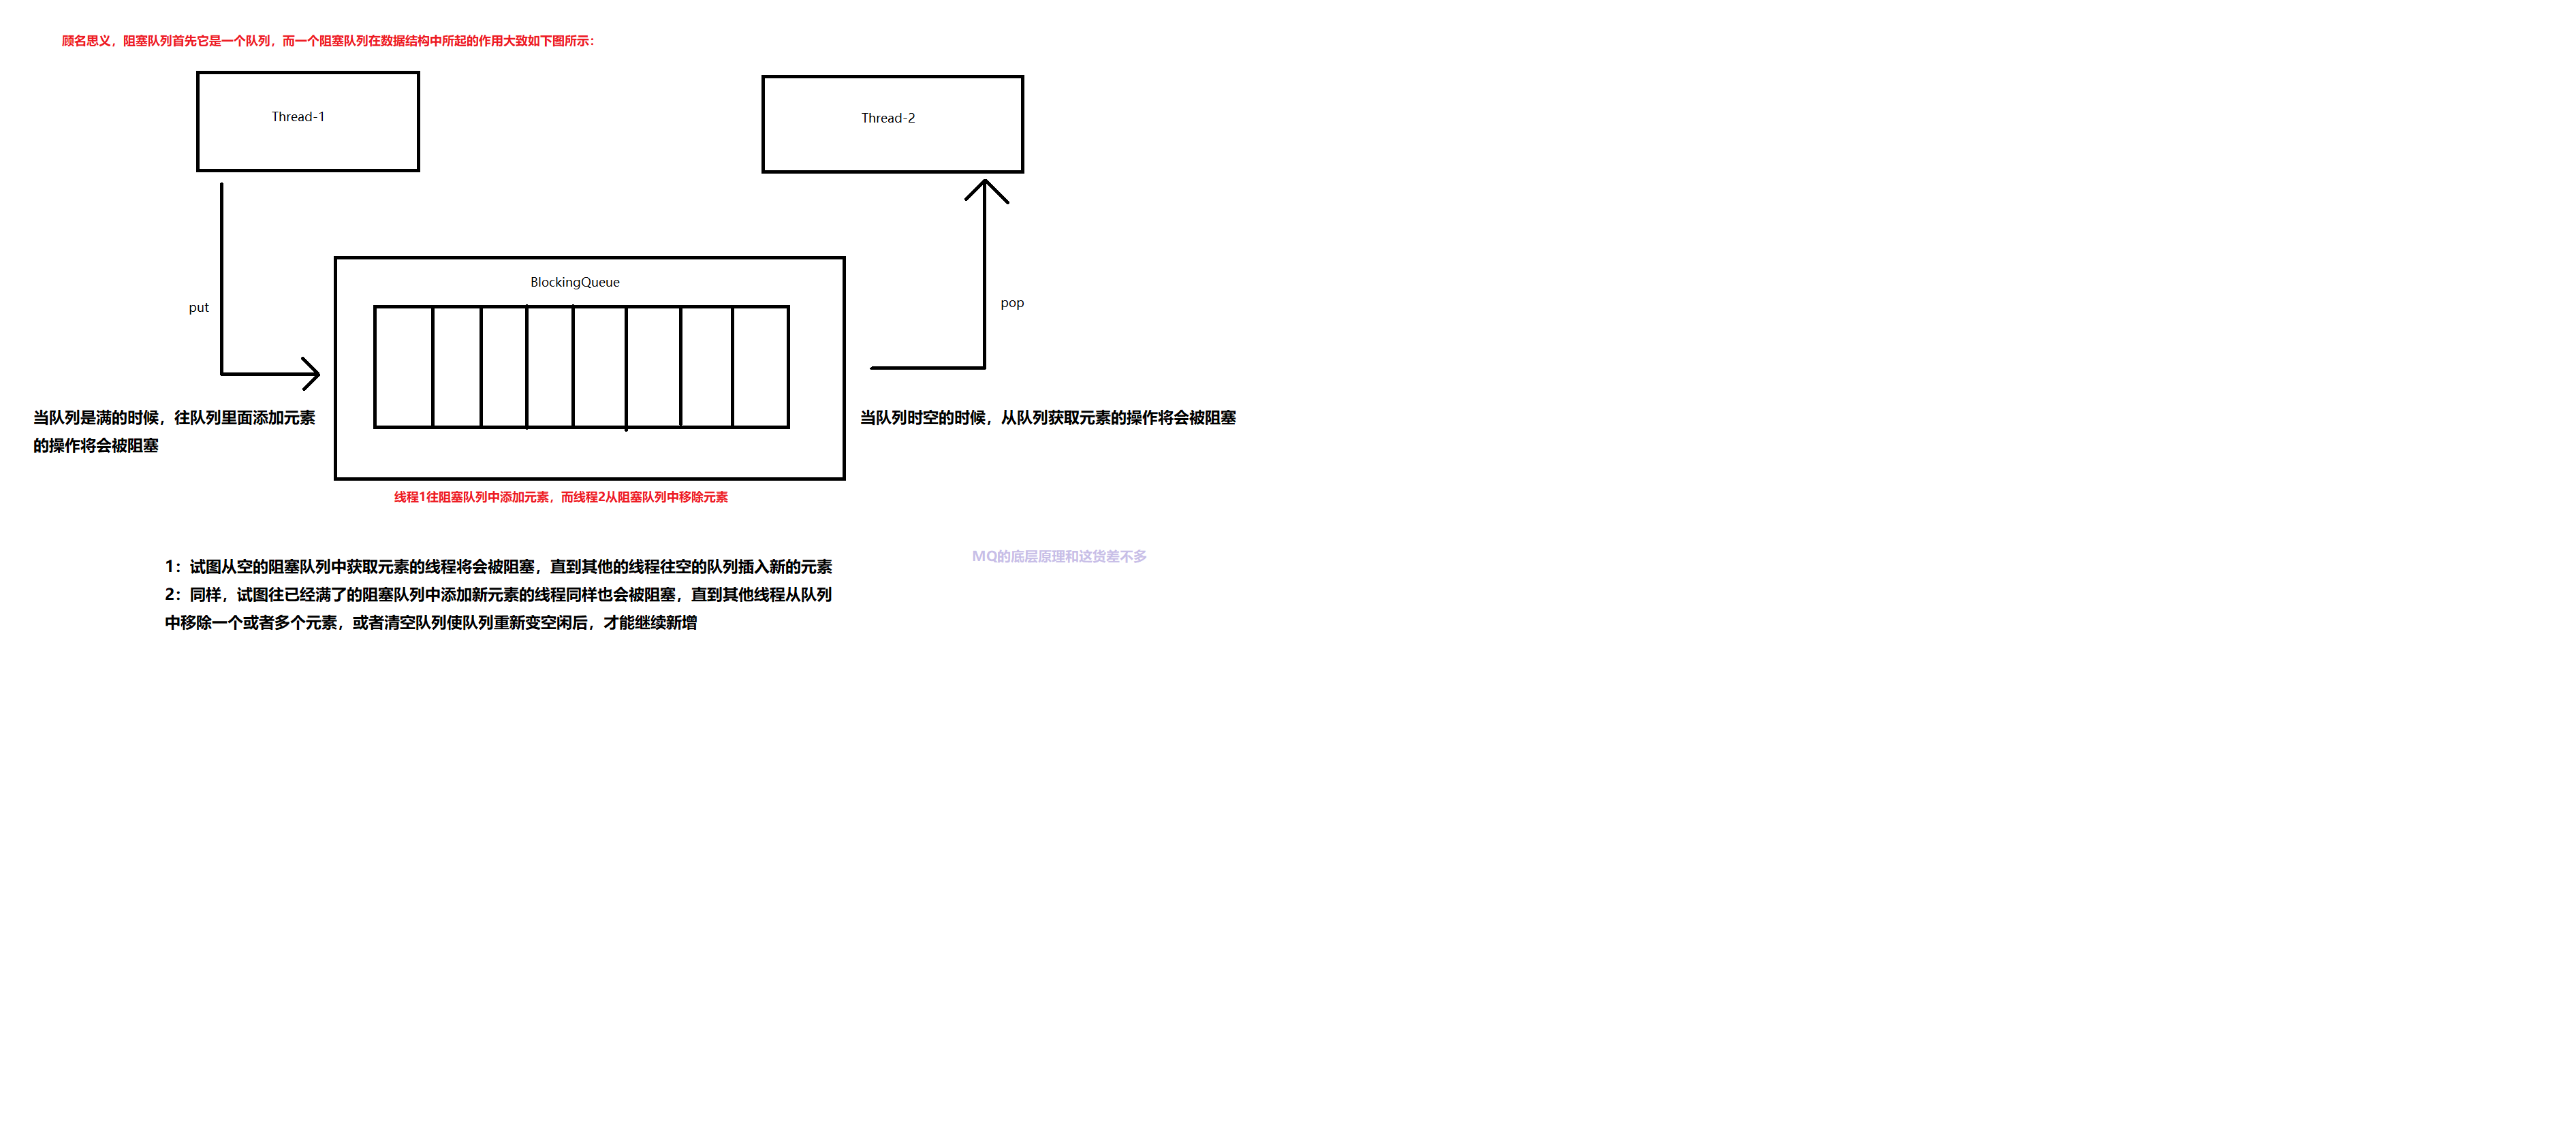 顾名思义，阻塞队列首先它是一个队列，而一个阻塞队列在数据结构中所起的作用大致如下图所示：
Thread-1
Thread-2
BlockingQueue
put
pop
当队列是满的时候，往队列里面添加元素
的操作将会被阻塞
当队列时空的时候，从队列获取元素的操作将会被阻塞
线程1往阻塞队列中添加元素，而线程2从阻塞队列中移除元素
MQ的底层原理和这货差不多
1：试图从空的阻塞队列中获取元素的线程将会被阻塞，直到其他的线程往空的队列插入新的元素
2：同样，试图往已经满了的阻塞队列中添加新元素的线程同样也会被阻塞，直到其他线程从队列
中移除一个或者多个元素，或者清空队列使队列重新变空闲后，才能继续新增